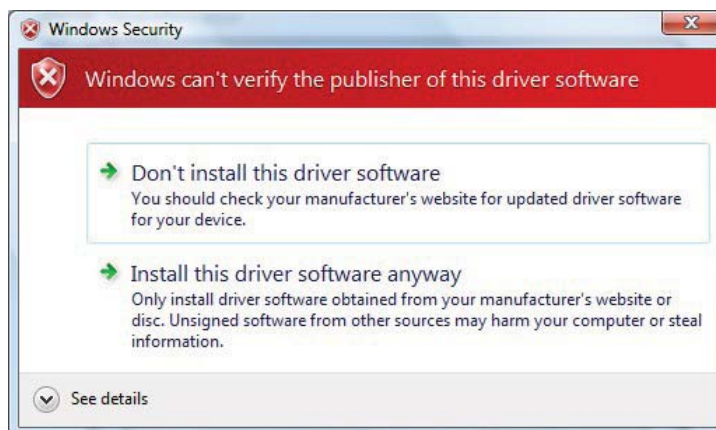 Windows Security
Windows can't verify the publisher of this driver software
Don't install this driver software
You should check your manufacturer's website for updated driver software
for your device.
Install this driver software anyway
Only install driver software obtained from your manufacturer's website or
disc. Unsigned software from other sources may harm your computer or steal
information.
See details